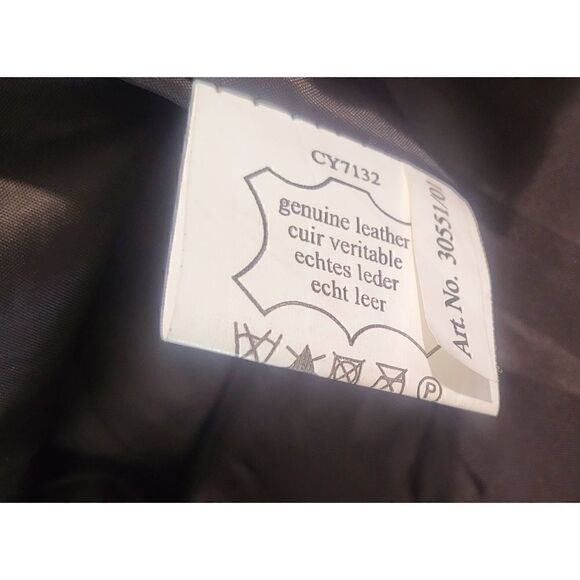 CY7132
genuine leather
cuir veritable
echtes leder
echt leer
P
Art.No. 30551/01